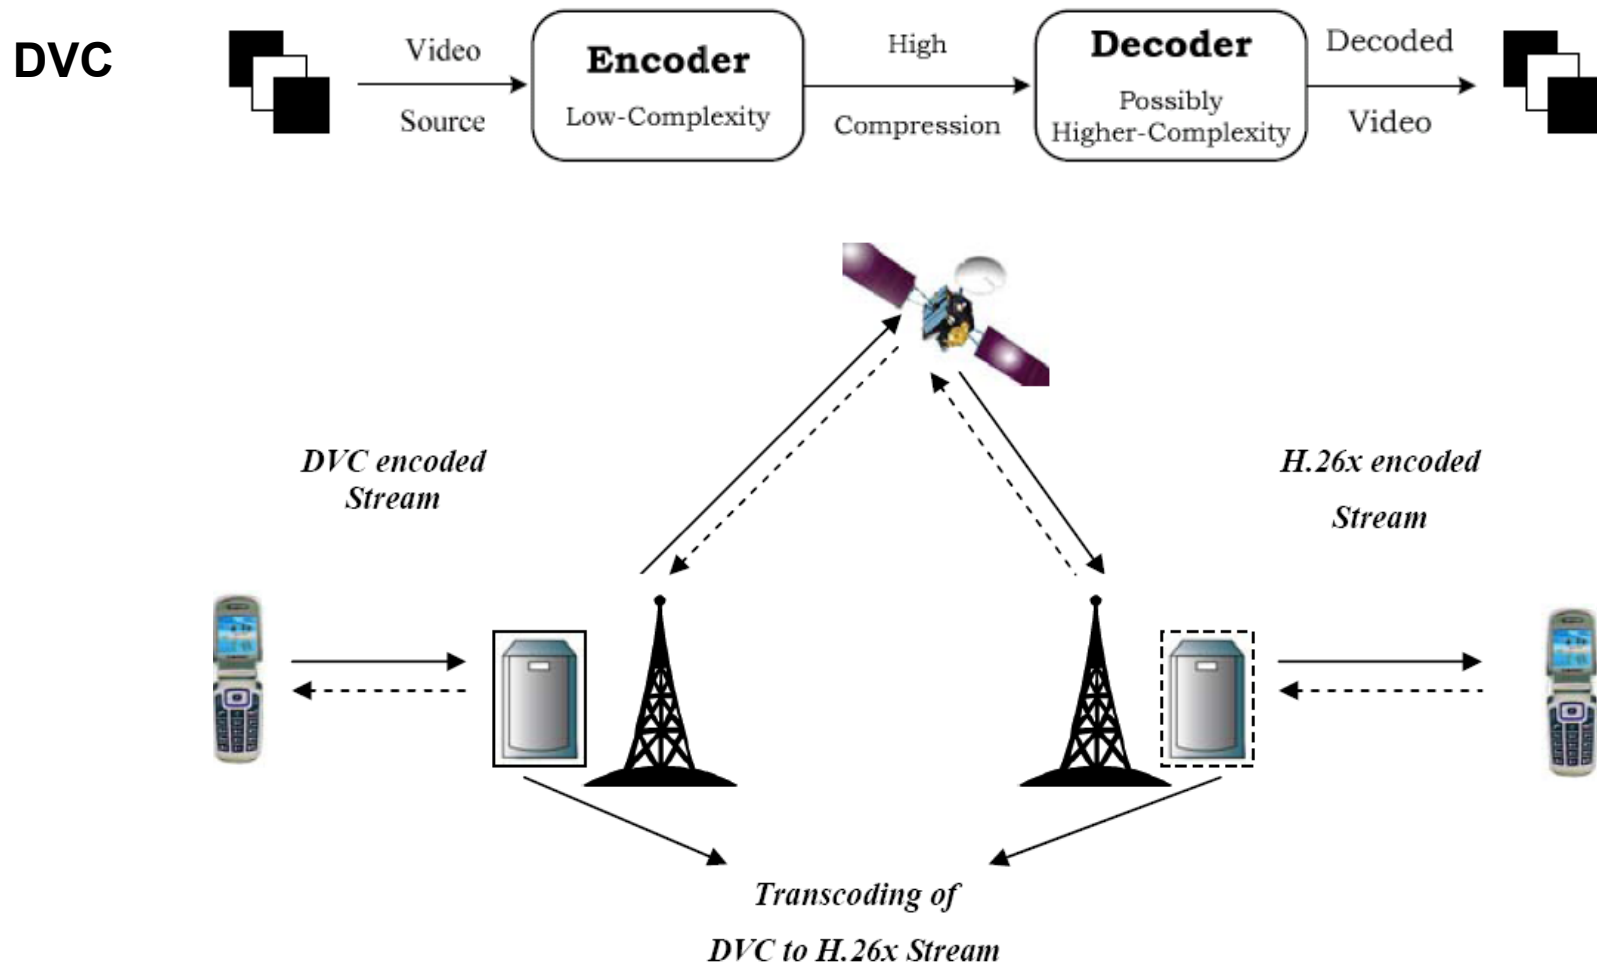 DVC
Video
Source
Encoder
Low-Complexity
High
Compression
Decoder
Possibly
Higher-Complexity
Decoded
Video
DVC encoded
Stream
H.26x encoded
Stream
Transcoding of
DVC to H.26x Stream